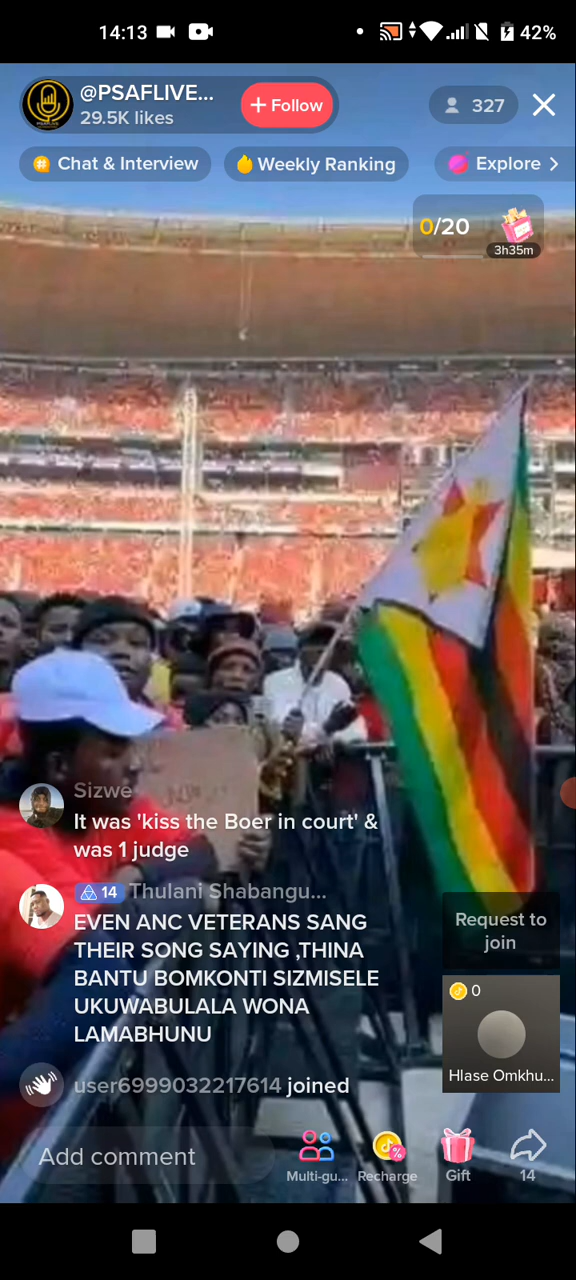 14:13
42%
@PSAFLIVE...
29.5K likes
+ Follow
327
Chat & Interview
Weekly Ranking
Explore >
0/20
3h35m
Sizwe
It was 'kiss the Boer in court' &
was 1 judge
14 Thulani Shabangu...
EVEN ANC VETERANS SANG
THEIR SONG SAYING ,THINA
BANTU BOMKONTI SIZMISELE
UKUWABULALA WONA
LAMABHUNU
Request to
join
0
Hlase Omkhu...
user6999032217614 joined
Add comment
Multi-gu...
Recharge
Gift
14